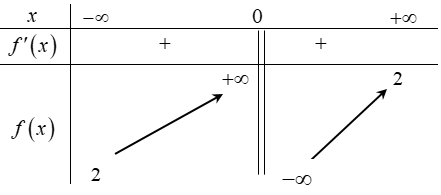 x −∞ 0 +∞
f′(x) + +
+∞ 2
f(x)
2 −∞